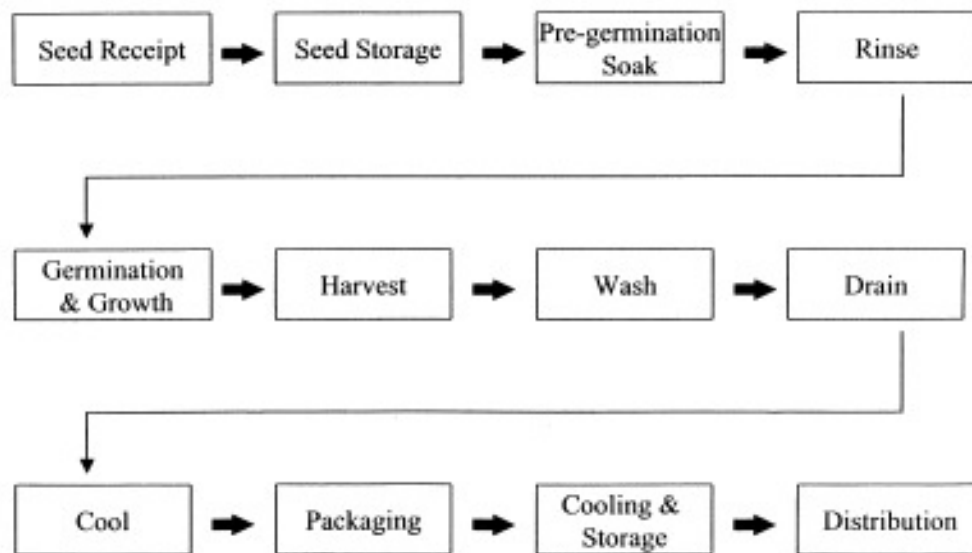 Seed Receipt
Seed Storage
Pre-germination
Soak
Rinse
Germination
& Growth
Harvest
Wash
Drain
Cool
Packaging
Cooling &
Storage
Distribution